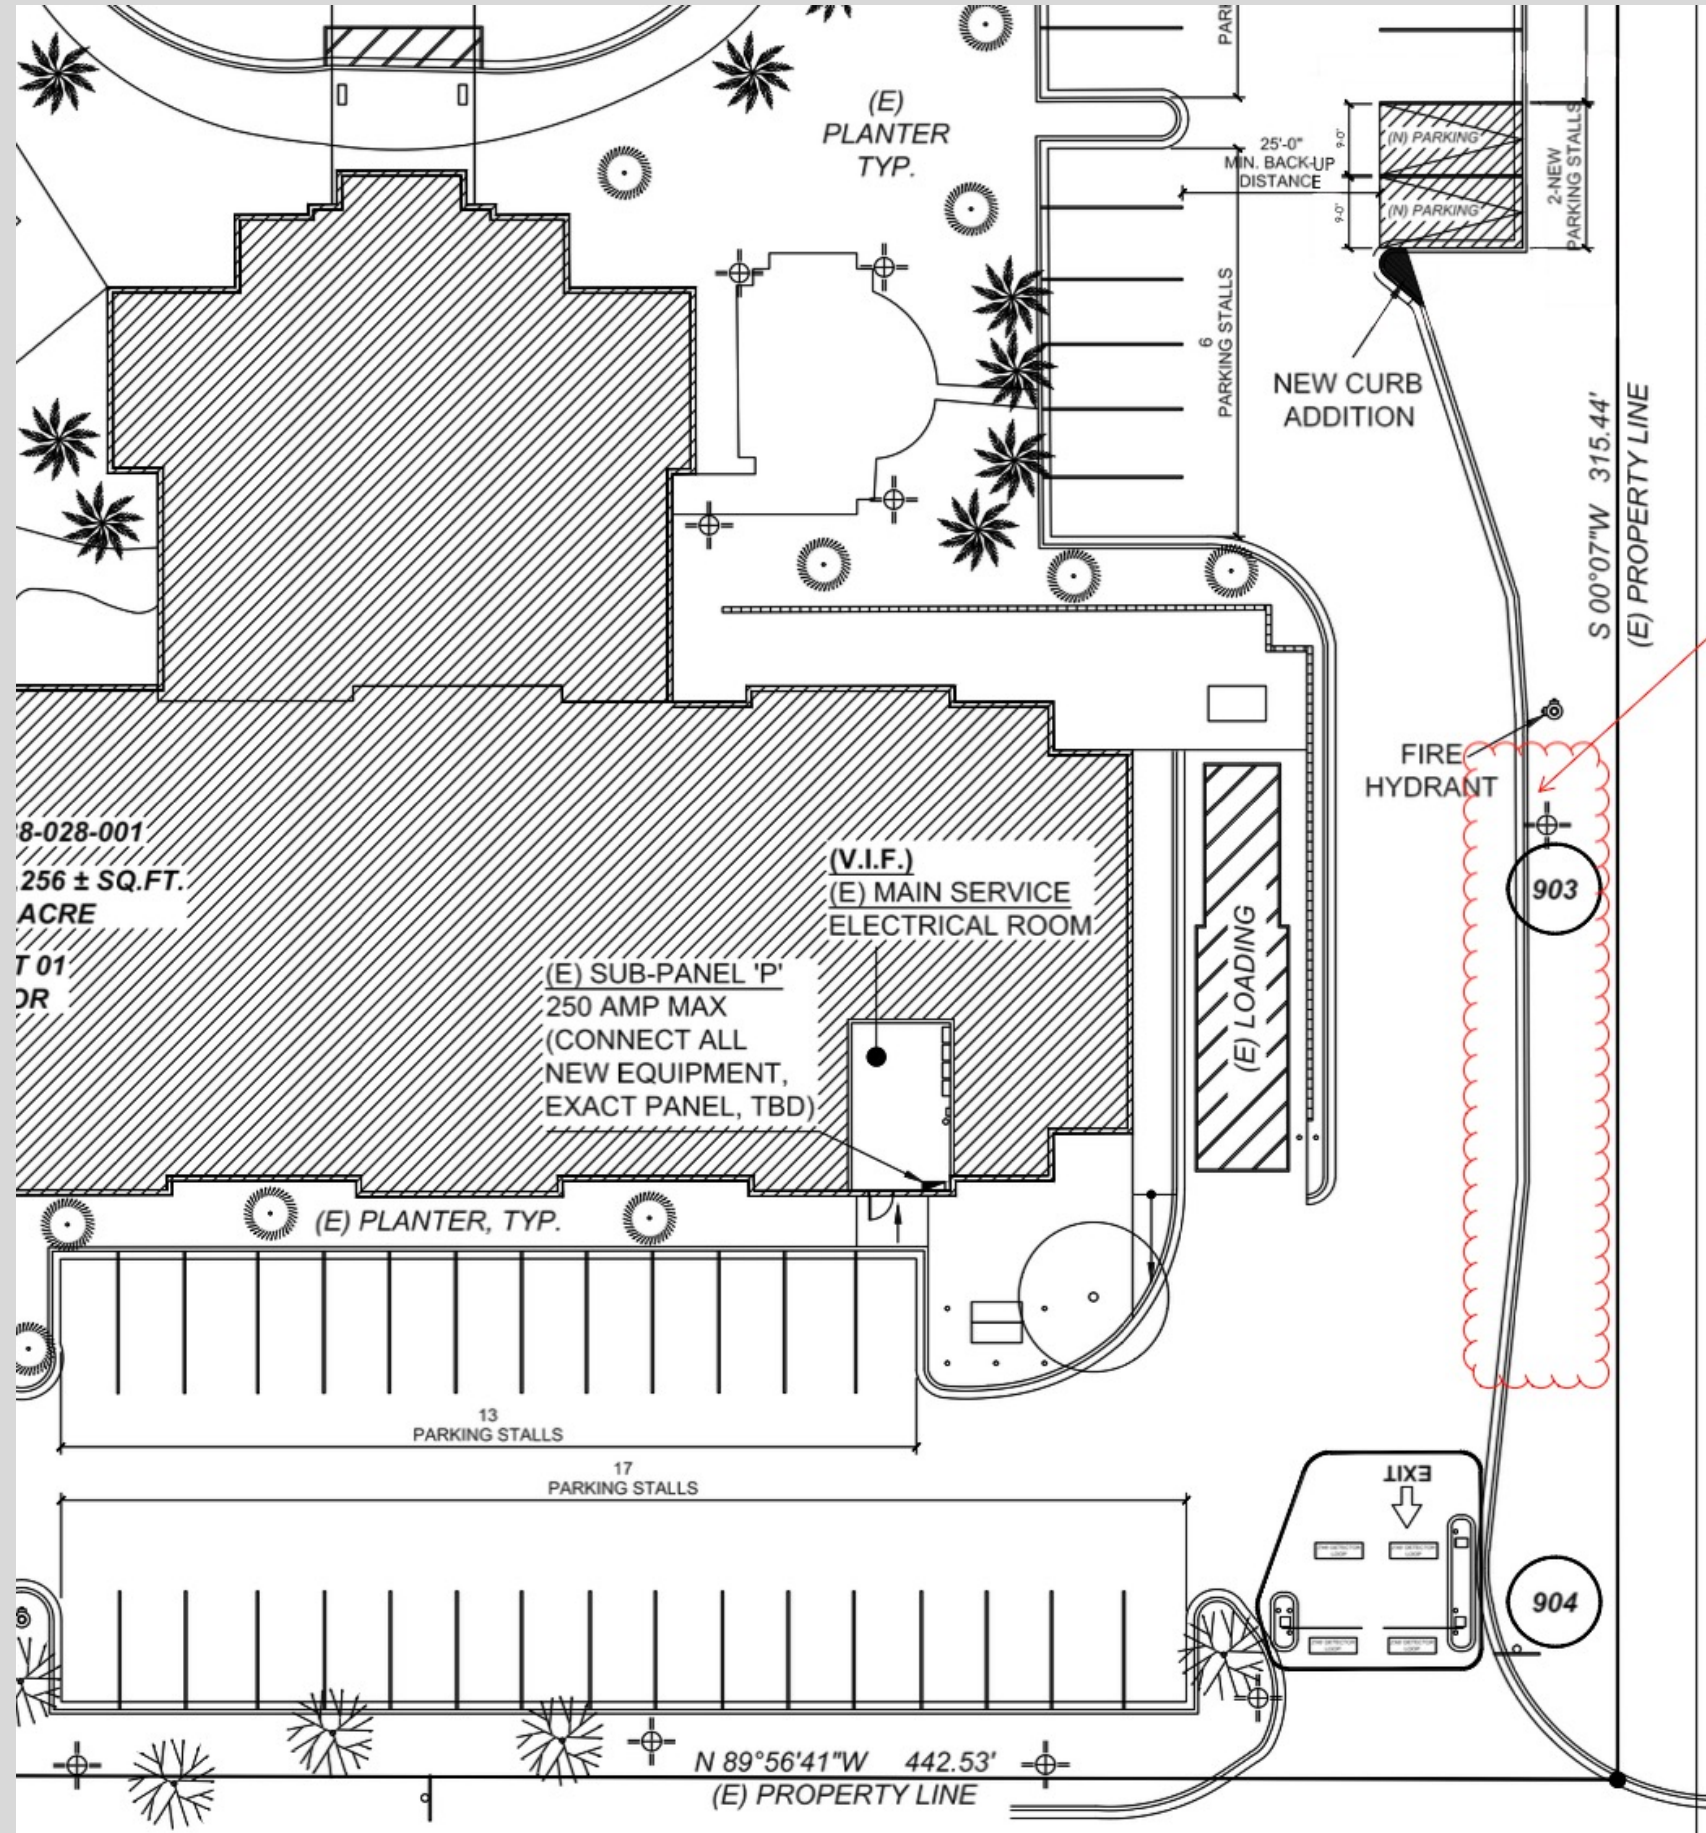 PARK
(E)
PLANTER
TYP.
25'-0"
MIN. BACK-UP
DISTANCE
9'-0"
(N) PARKING
9'-0"
(N) PARKING
2-NEW
PARKING STALLS
6
PARKING STALLS
NEW CURB
ADDITION
S 00°07"W 315.44'
(E) PROPERTY LINE
FIRE
HYDRANT
903
8-028-001
256 ± SQ.FT.
ACRE
T 01
OR
(V.I.F.)
(E) MAIN SERVICE
ELECTRICAL ROOM
(E) SUB-PANEL 'P'
250 AMP MAX
(CONNECT ALL
NEW EQUIPMENT,
EXACT PANEL, TBD)
(E) LOADING
(E) PLANTER, TYP.
13
PARKING STALLS
17
PARKING STALLS
EXIT
904
N 89°56'41"W 442.53'
(E) PROPERTY LINE